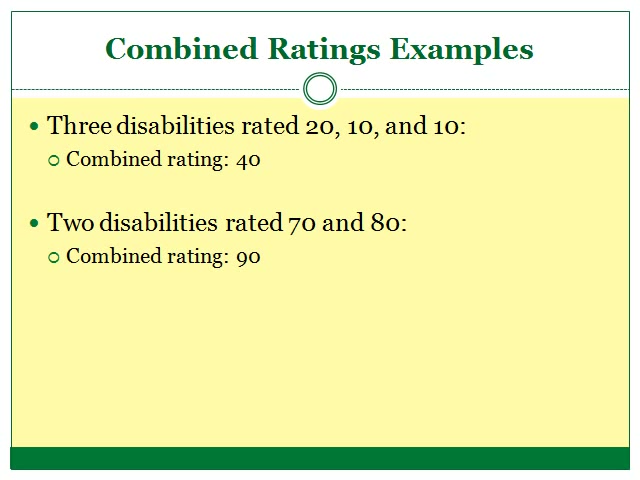 Combined Ratings Examples
Three disabilities rated 20, 10, and 10:
Combined rating: 40
Two disabilities rated 70 and 80:
Combined rating: 90